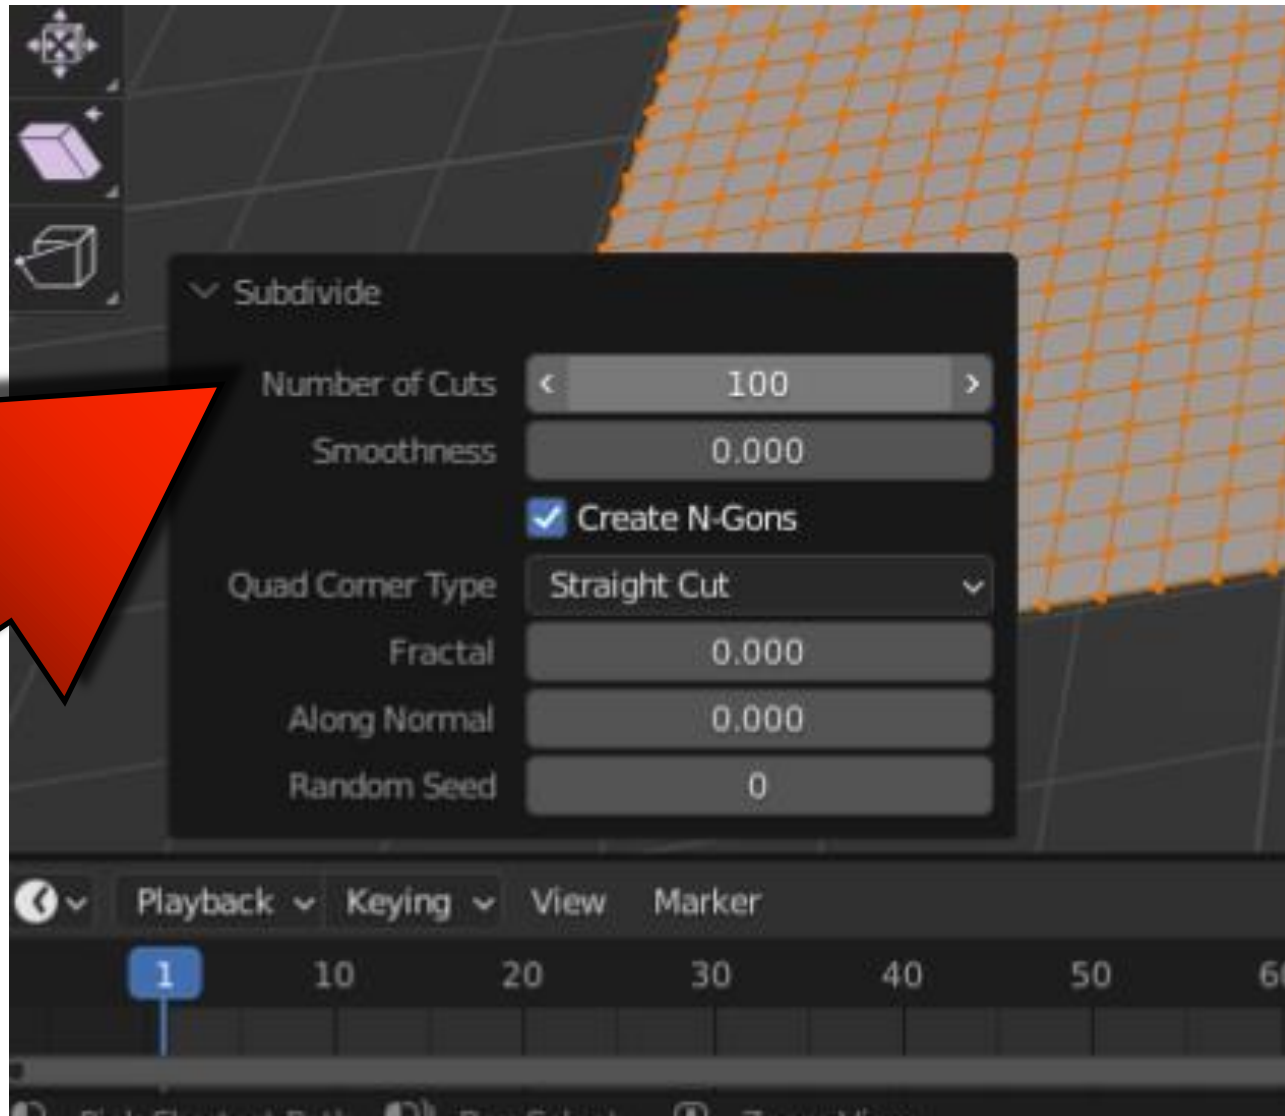 Subdivide
Number of Cuts 100
Smoothness 0.000
Create N-Gons
Quad Corner Type Straight Cut
Fractal 0.000
Along Normal 0.000
Random Seed 0
Playback Keying View Marker
1 10 20 30 40 50